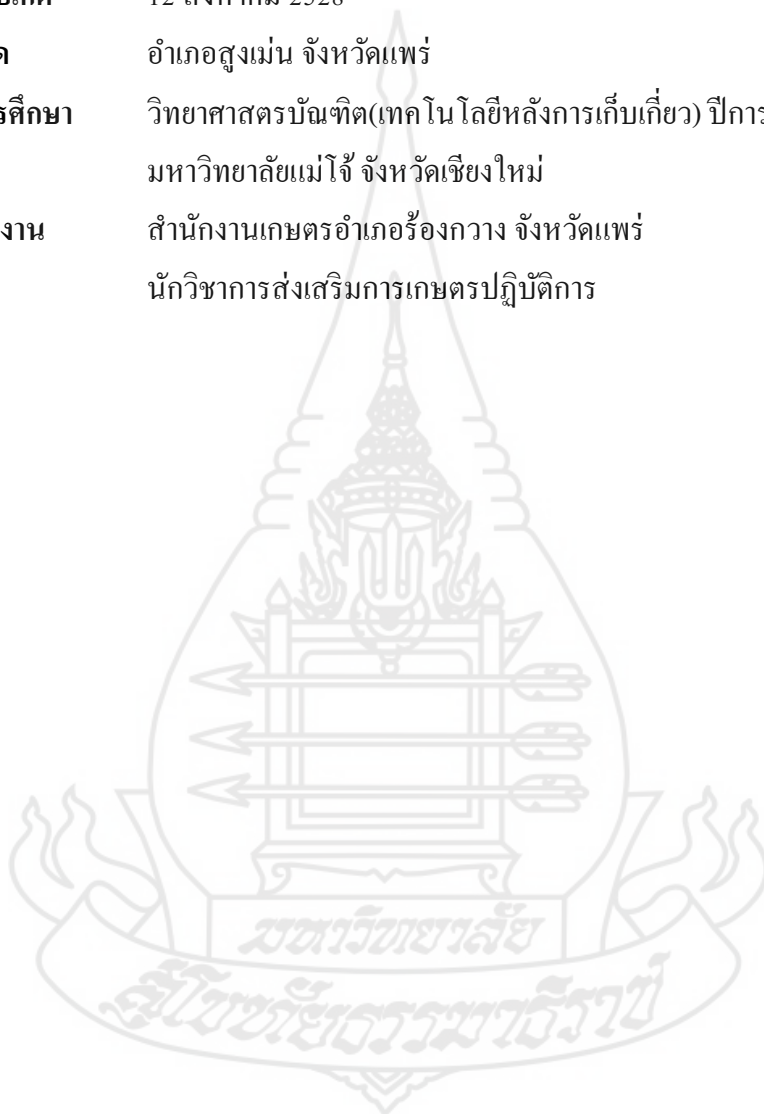 12 สิงหาคม 2528
อำเภอสูงเม่น จังหวัดแพร่
วิทยาศาสตรบัณฑิต(เทคโนโลยีหลังการเก็บเกี่ยว)
มหาวิทยาลัยแม่โจ้ จังหวัดเชียงใหม่
งาน สำนักงานเกษตรอำเภอร้องกวาง จังหวัดแพร่
นักวิชาการส่งเสริมการเกษตรปฏิบัติการ
มหาวิทยาลัย
สุโขทัยธรรมาธิราช